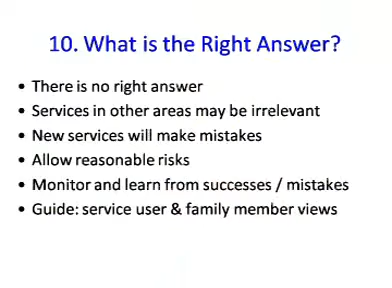 10. What is the Right Answer?
• There is no right answer
• Services in other areas may be irrelevant
• New services will make mistakes
• Allow reasonable risks
• Monitor and learn from successes / mistakes
• Guide: service user & family member views